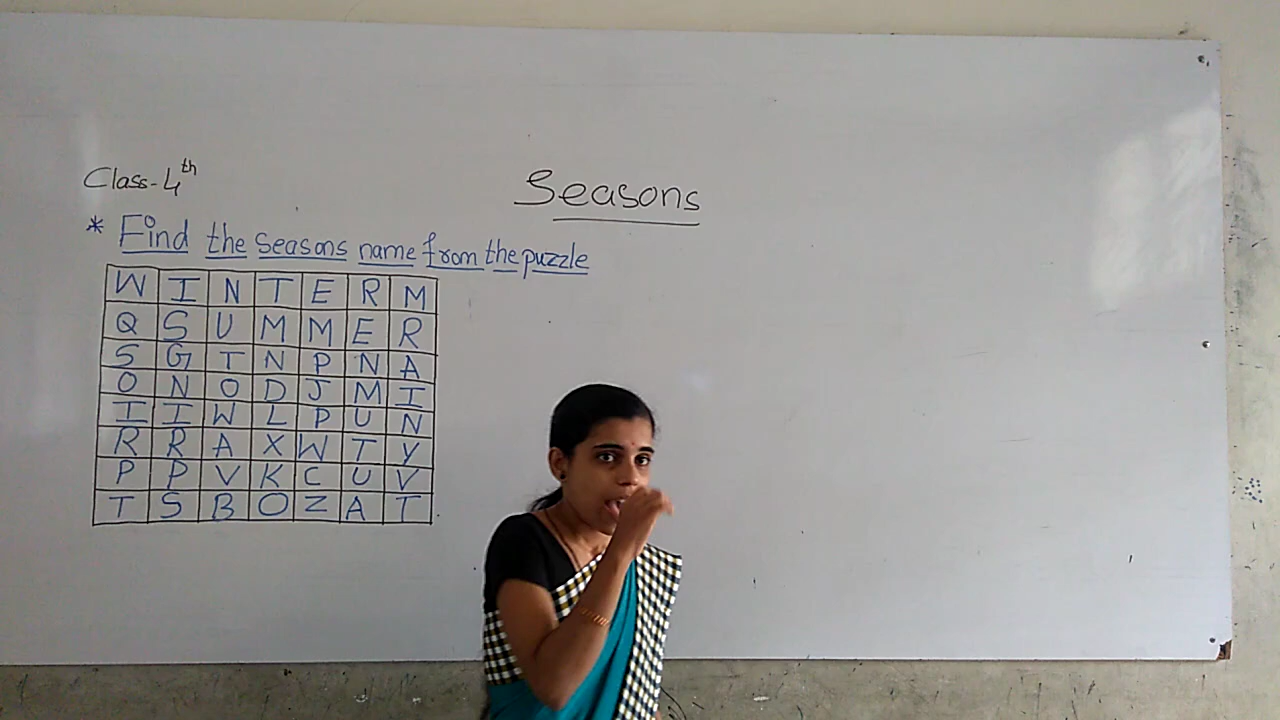 Class-4th
Seasons
* Find the seasons name from the puzzle
W I N T E R M
Q S U M M E R
S G T N P N A
O N O D J M I
I I W L P U N
R R A X W T Y
P P V K C U V
T S B O Z A T